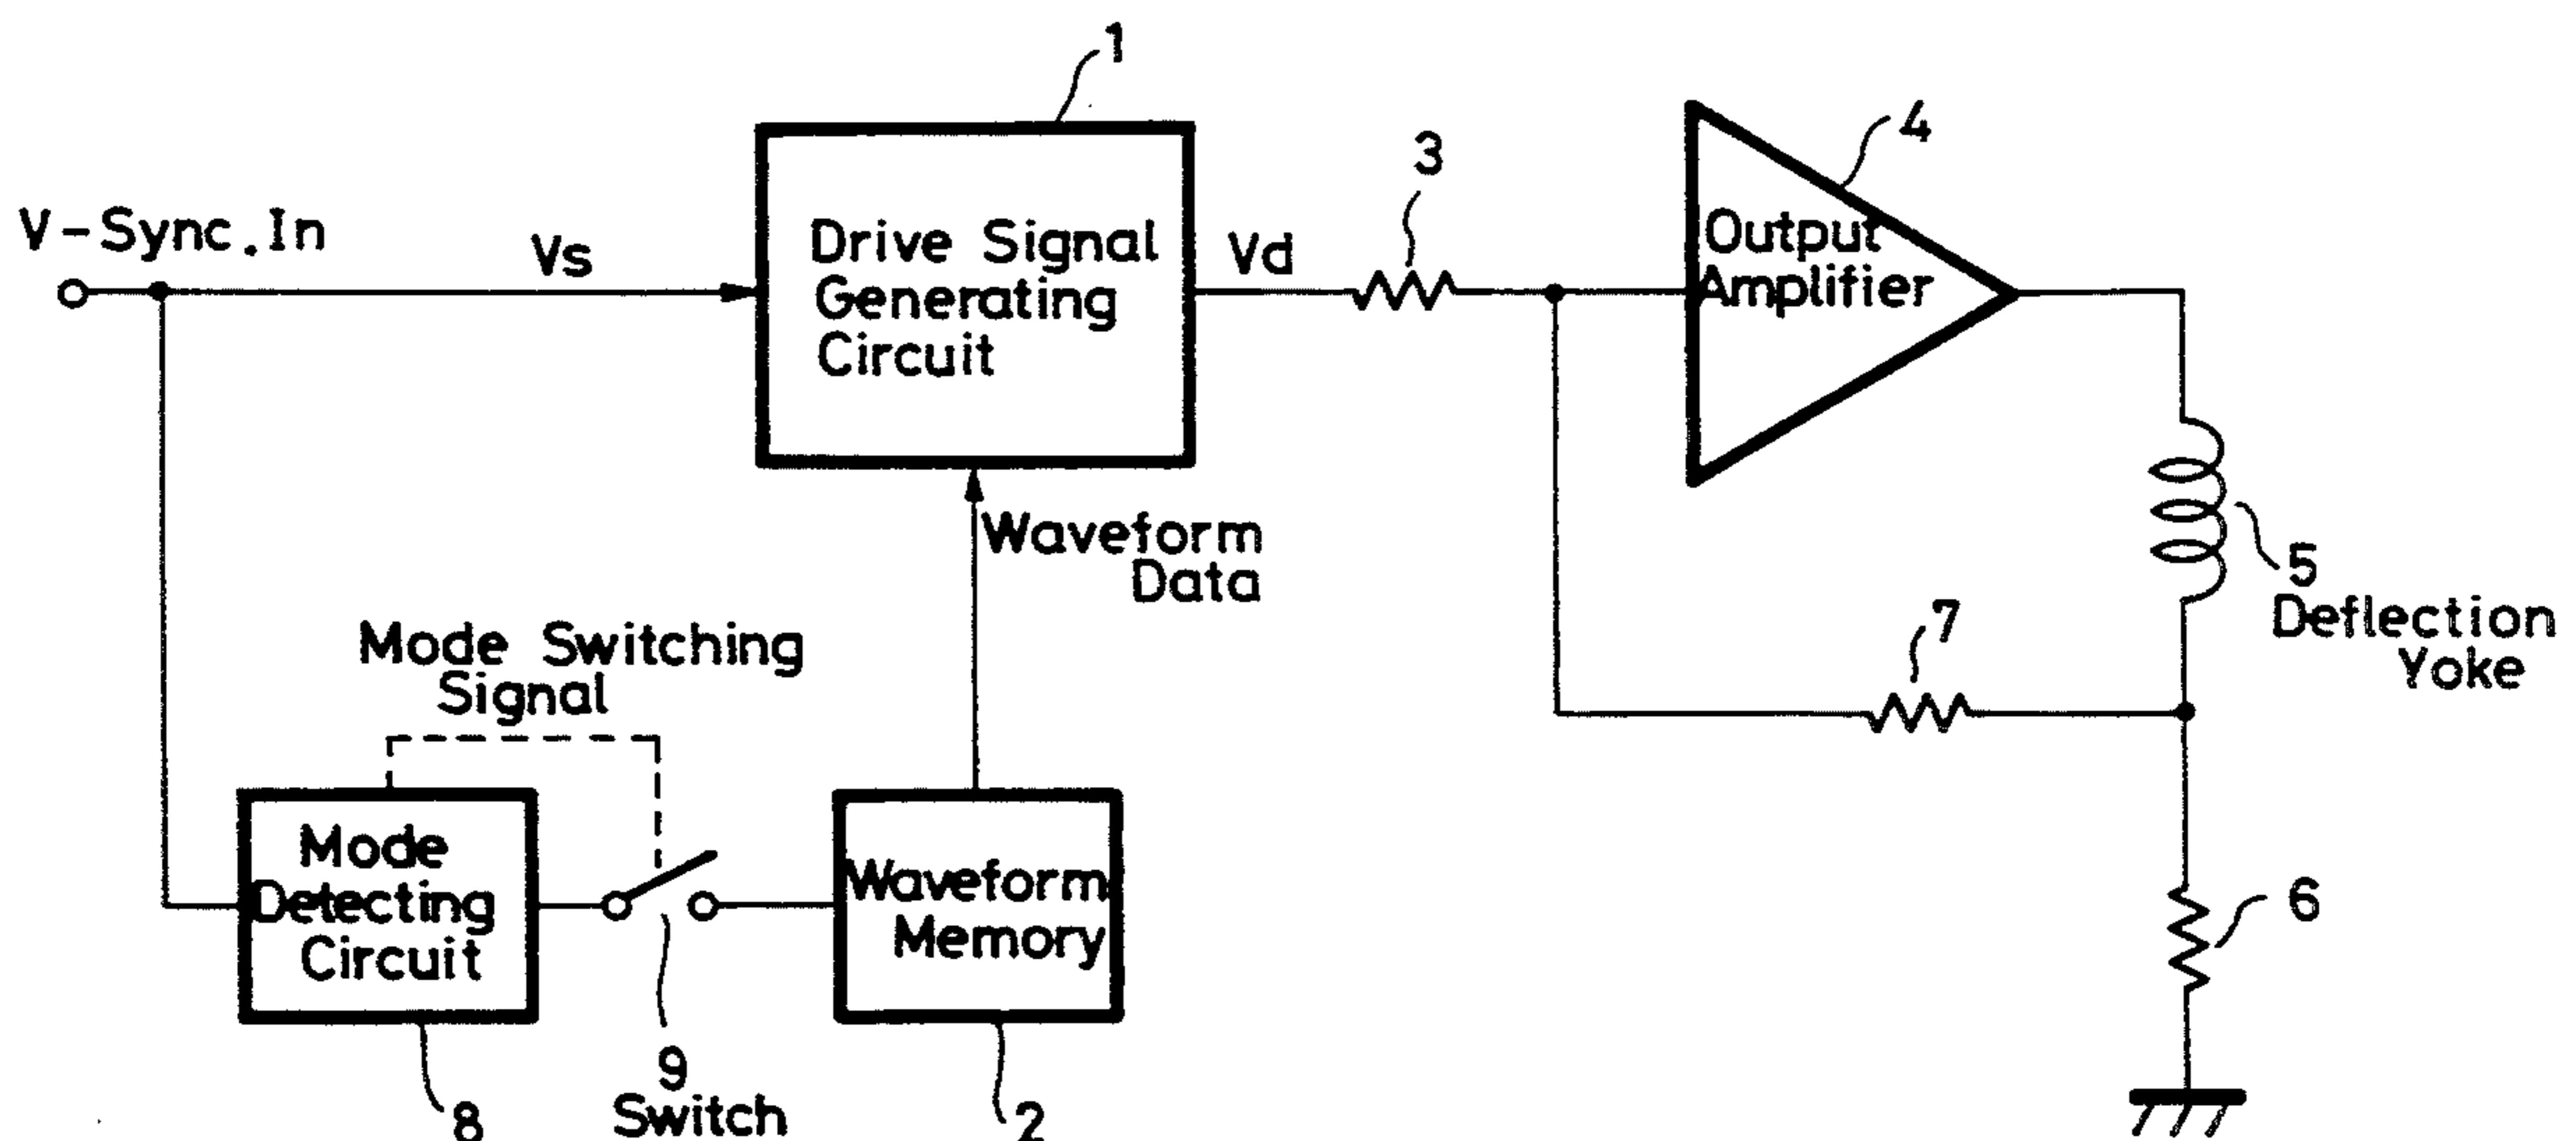 1
V-Sync.In
Vs
Drive Signal
Generating
Circuit
Vd
3
4
Output
Amplifier
5
Deflection
Yoke
Waveform
Data
7
Mode Switching
Signal
Mode
Detecting
Circuit
Waveform
Memory
6
8
9
Switch
2